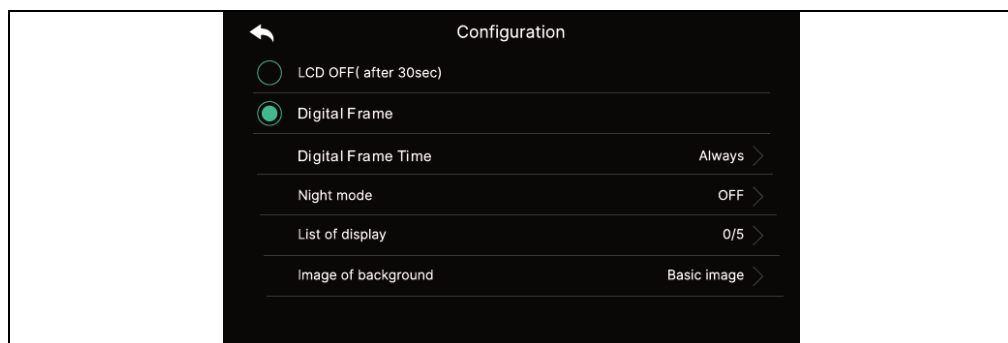 Configuration
LCD OFF( after 30sec)
Digital Frame
Digital Frame Time Always
Night mode OFF
List of display 0/5
Image of background Basic image